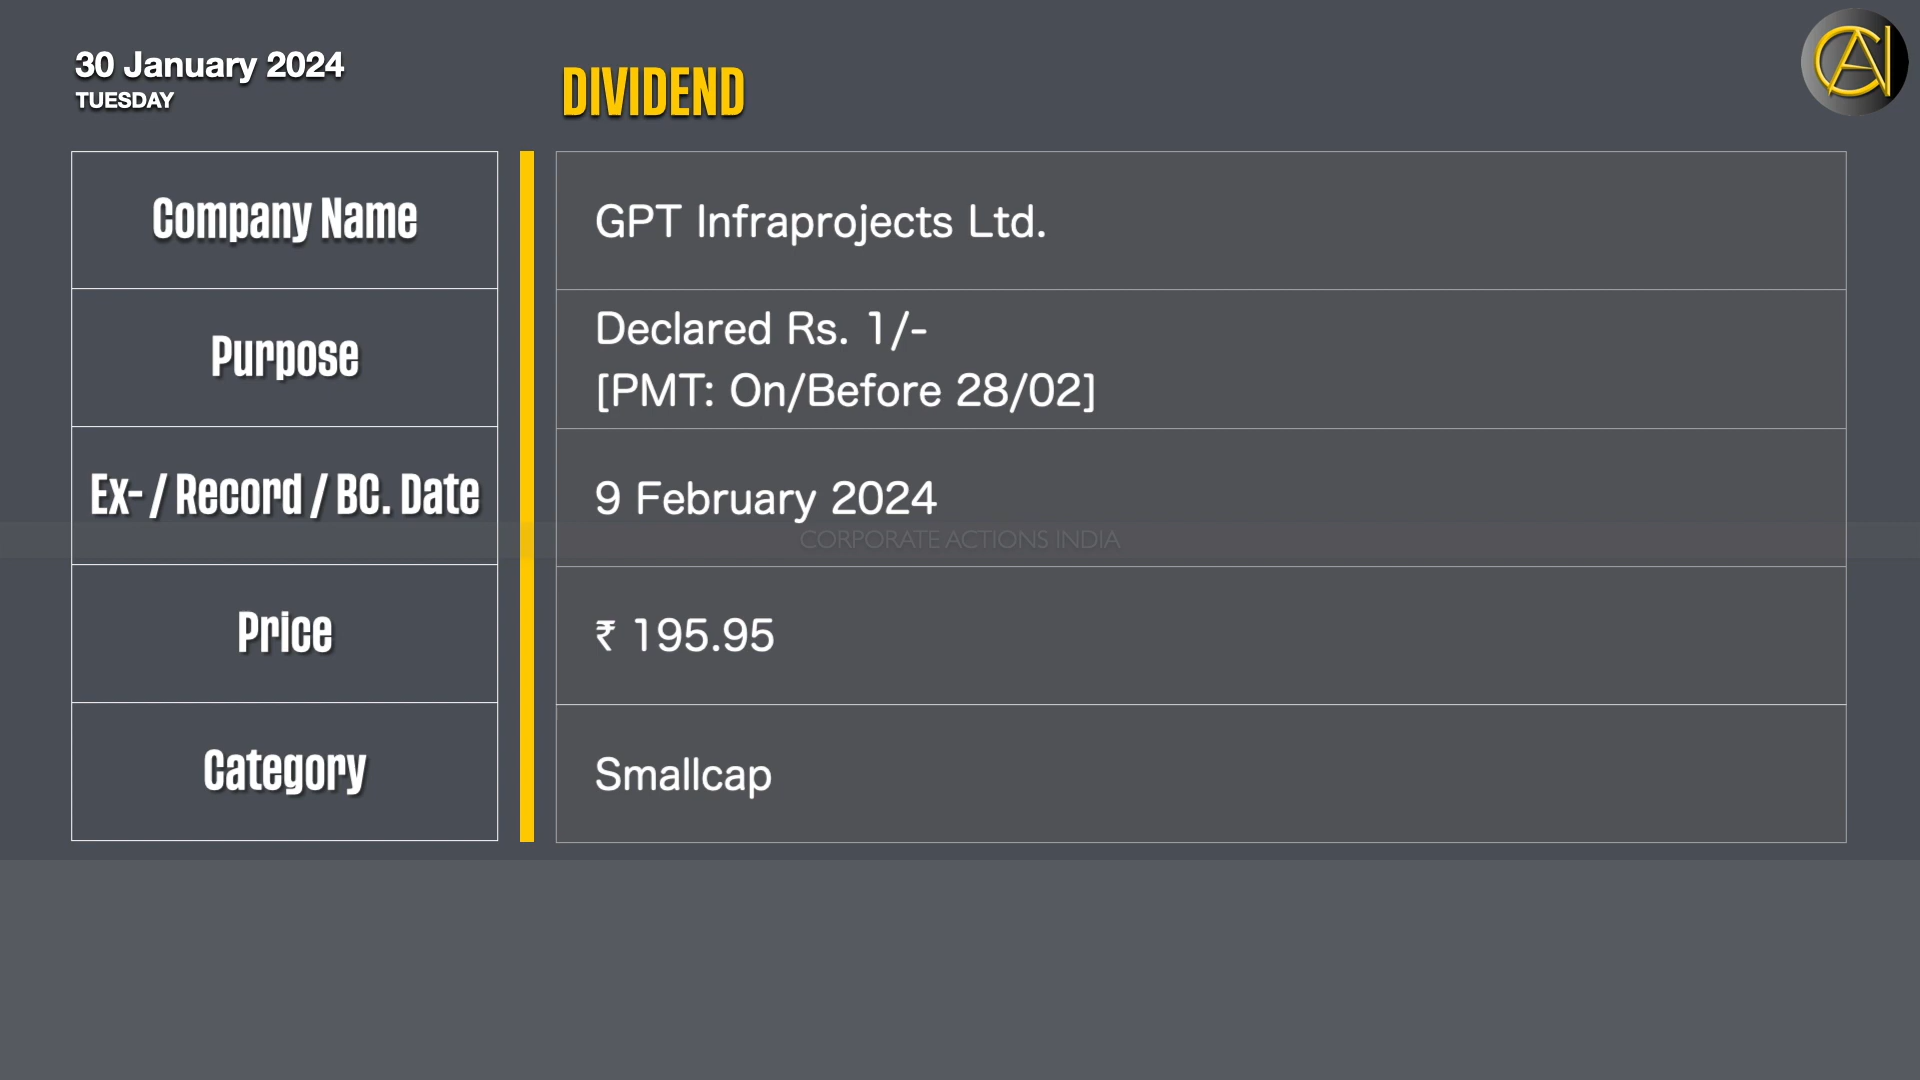 30 January 2024
TUESDAY
DIVIDEND
Company Name
GPT Infraprojects Ltd.
Purpose
Declared Rs. 1/-
[PMT: On/Before 28/02]
Ex- / Record / BC. Date
9 February 2024
CORPORATE ACTIONS INDIA
Price
₹ 195.95
Category
Smallcap
CAI